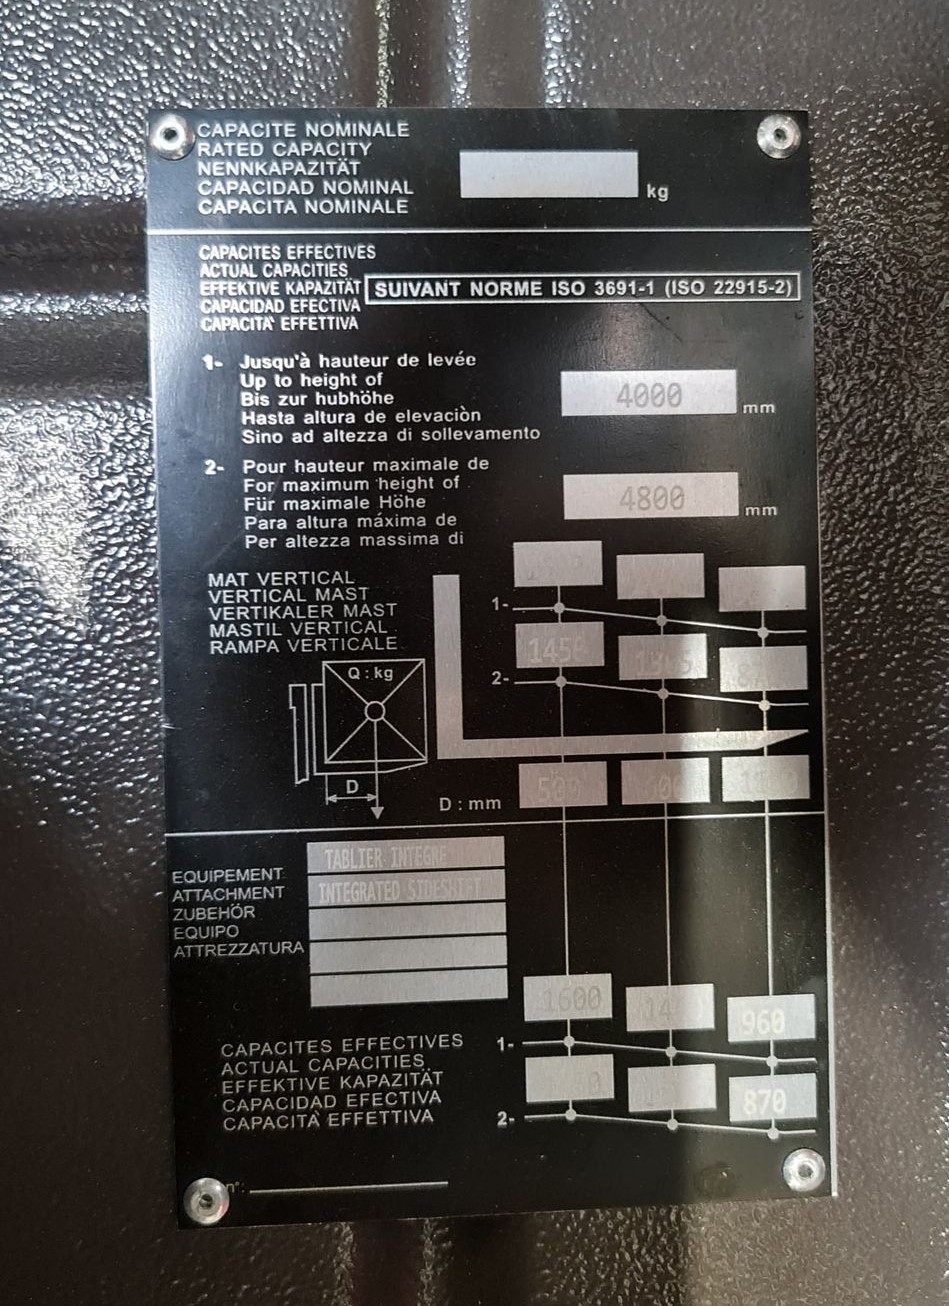 CAPACITE NOMINALE
RATED CAPACITY
NENNKAPAZITÄT
CAPACIDAD NOMINAL
CAPACITA NOMINALE
kg
CAPACITES EFFECTIVES
ACTUAL CAPACITIES
EFFEKTIVE KAPAZITÄT
CAPACIDAD EFECTIVA
CAPACITA' EFFETTIVA
SUIVANT NORME ISO 3691-1 (ISO 22915-2)
1- Jusqu'à hauteur de levée
Up to height of
Bis zur hubhöhe
Hasta altura de elevaciòn
Sino ad altezza di sollevamento
4000 mm
2- Pour hauteur maximale de
For maximum height of
Für maximale Höhe
Para altura máxima de
Per altezza massima di
4800 mm
MAT VERTICAL
VERTICAL MAST
VERTIKALER MAST
MASTIL VERTICAL
RAMPA VERTICALE
1-
1450
2-
Q : kg
D
D : mm
500
EQUIPEMENT
ATTACHMENT
ZUBEHÖR
EQUIPO
ATTREZZATURA
TABLIER INTEGRE
INTEGRATED SIDESHIFT
CAPACITES EFFECTIVES
ACTUAL CAPACITIES
EFFEKTIVE KAPAZITÄT
CAPACIDAD EFECTIVA
CAPACITA' EFFETTIVA
1600 960
1-
870
2-
n°: